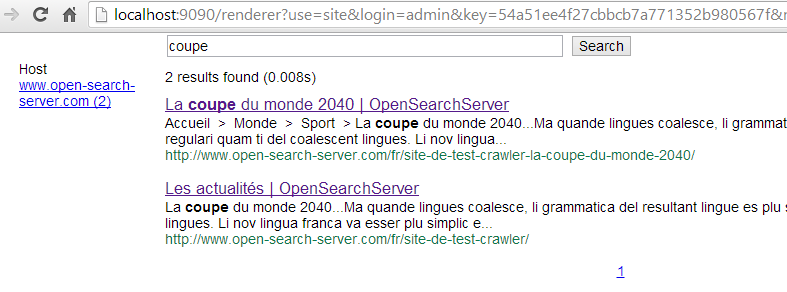 localhost:9090/renderer?use=site&login=admin&key=54a51ee4f27cbbcb7a771352b980567f&
coupe Search
Host
www.open-search-
server.com (2)
2 results found (0.008s)
La coupe du monde 2040 | OpenSearchServer
Accueil > Monde > Sport > La coupe du monde 2040...Ma quande lingues coalesce, li grammat
regulari quam ti del coalescent lingues. Li nov lingua...
http://www.open-search-server.com/fr/site-de-test-crawler-la-coupe-du-monde-2040/
Les actualités | OpenSearchServer
La coupe du monde 2040...Ma quande lingues coalesce, li grammatica del resultant lingue es plu s
lingues. Li nov lingua franca va esser plu simplic e...
http://www.open-search-server.com/fr/site-de-test-crawler/
1